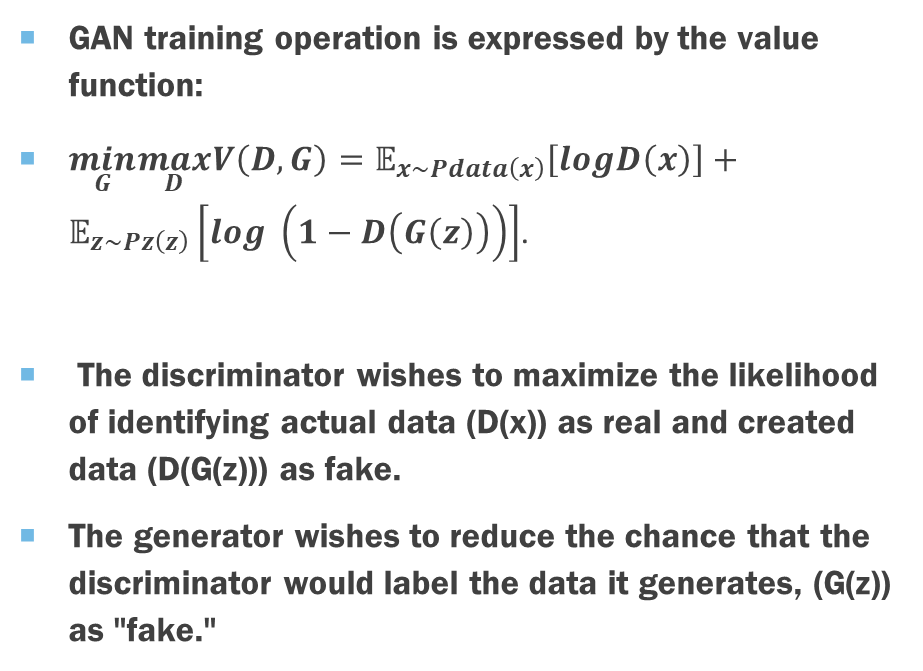 ▪ GAN training operation is expressed by the value
function:
▪ minmaxV(D, G) = 𝔼x~Pdata(x)[logD(x)] +
G D
𝔼z~Pz(z) [log (1 − D(G(z)))].
▪ The discriminator wishes to maximize the likelihood
of identifying actual data (D(x)) as real and created
data (D(G(z))) as fake.
▪ The generator wishes to reduce the chance that the
discriminator would label the data it generates, (G(z))
as "fake."